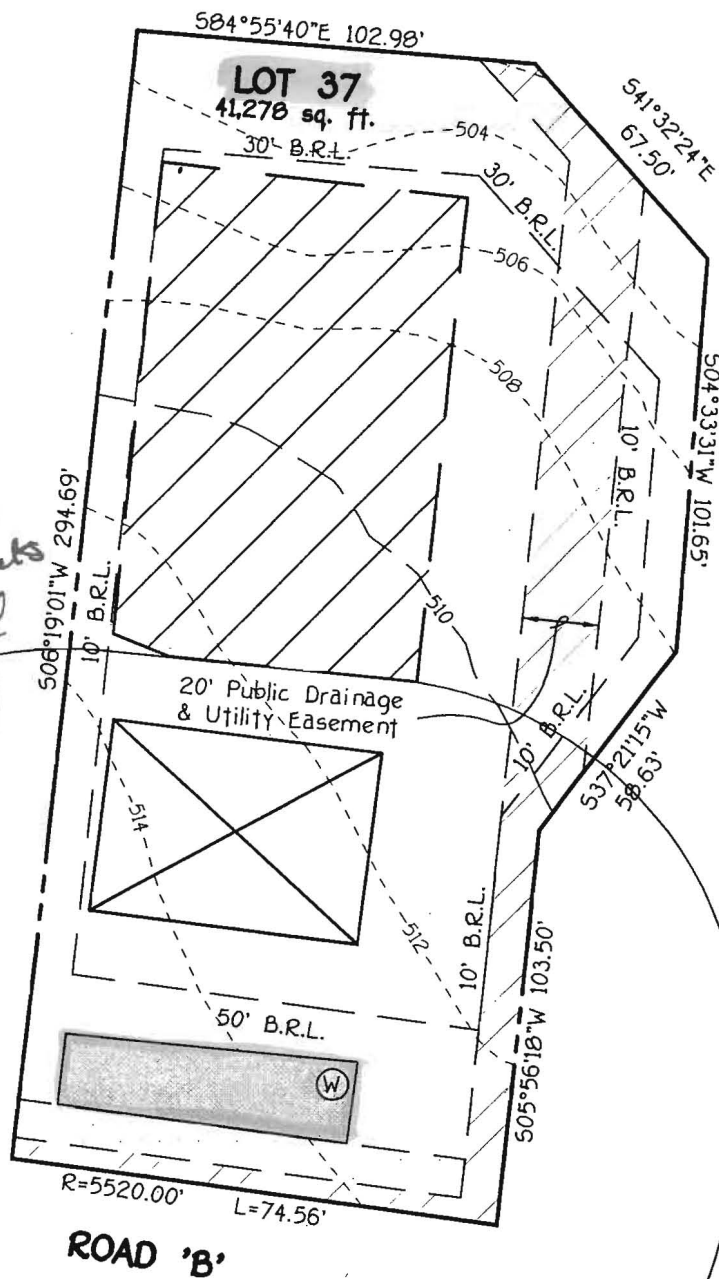 S84°55'40"E 102.98'
LOT 37
41,278 sq. ft.
30' B.R.L.
504
S41°32'24"E
67.50'
30' B.R.L.
506
508
S04°33'31"W 101.65'
10' B.R.L.
S06°19'01"W 294.69'
10' B.R.L.
510
20' Public Drainage
& Utility Easement
10' B.R.L.
S37°21'15"W
58.63'
514
512
10' B.R.L.
S05°56'18"W 103.50'
50' B.R.L.
W
R=5520.00'
L=74.56'
ROAD 'B'